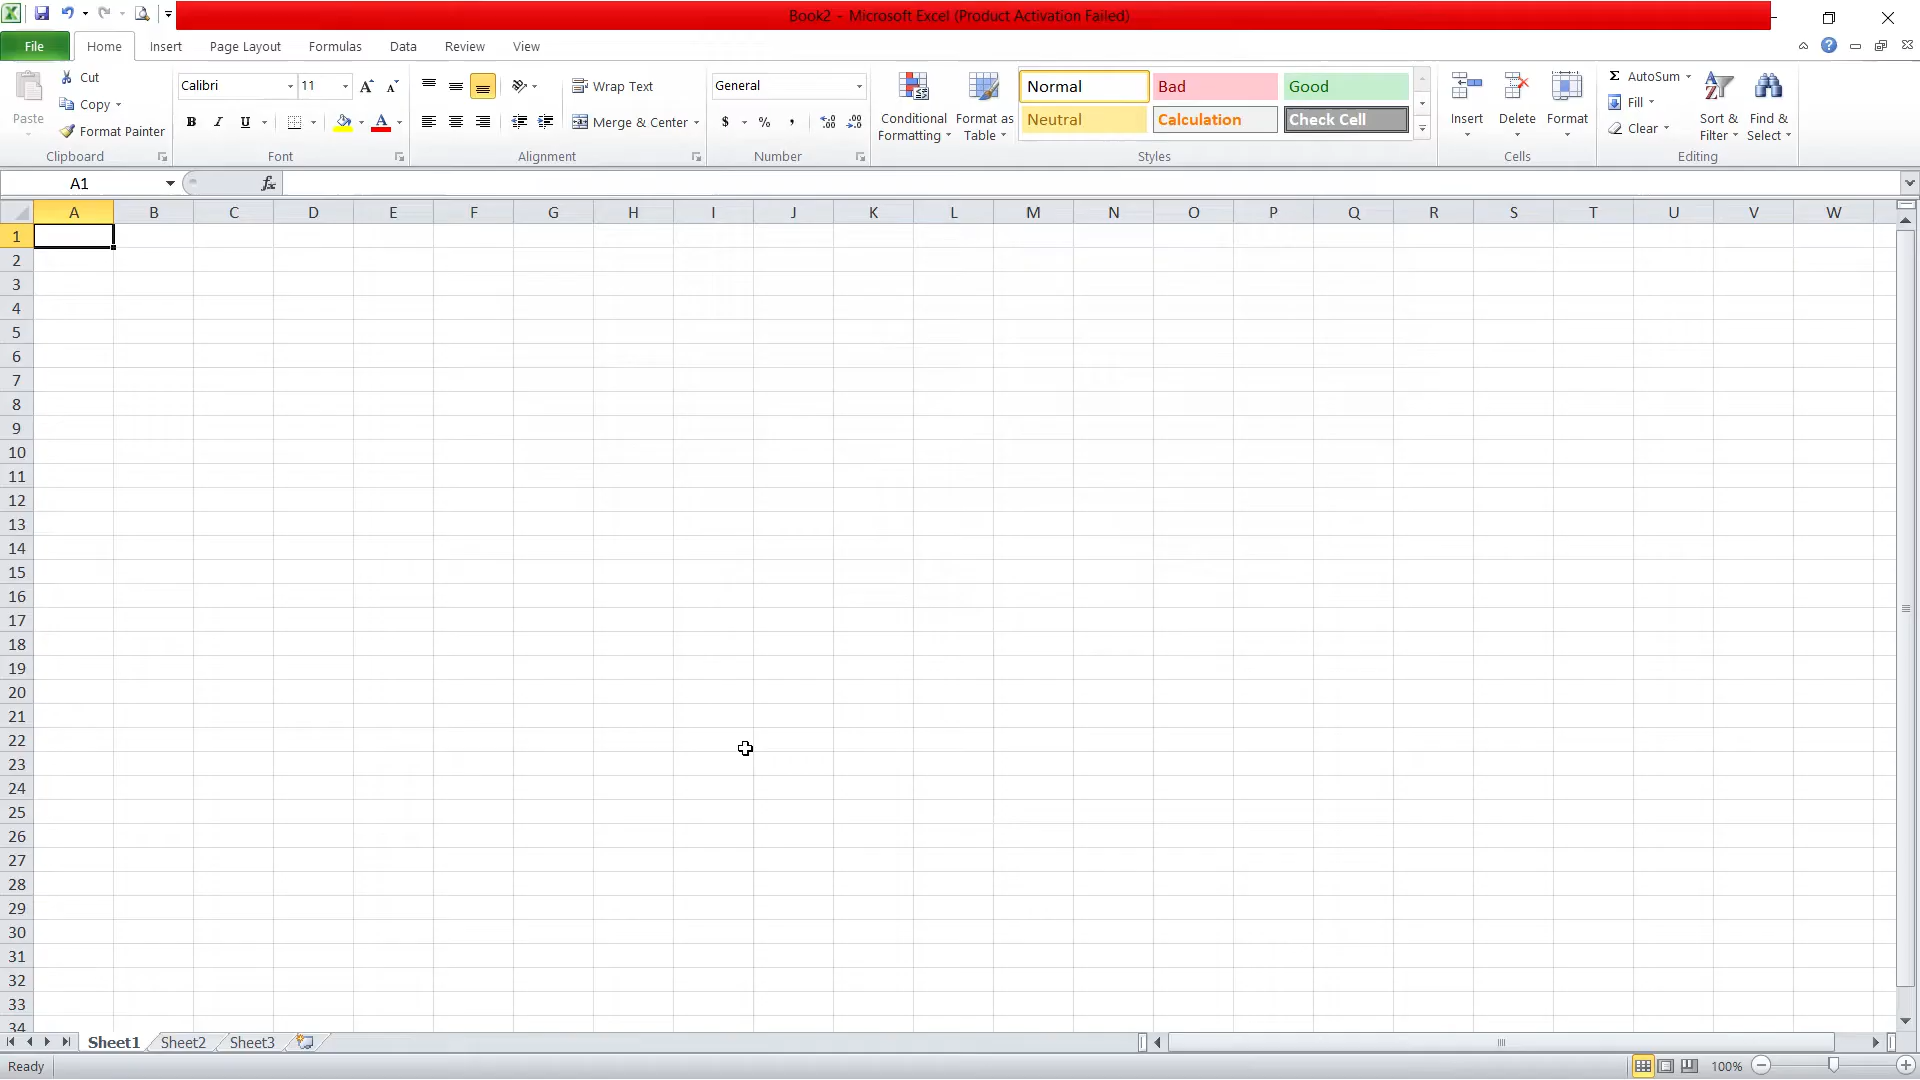 Book2 - Microsoft Excel (Product Activation Failed)
File Home Insert Page Layout Formulas Data Review View
Paste Cut Copy Format Painter Clipboard
Calibri 11 B I U Font
Wrap Text Merge & Center Alignment
General $ % , Number
Conditional Formatting Format as Table
Normal Bad Good
Neutral Calculation Check Cell
Styles
Insert Delete Format Cells
Σ AutoSum Fill Clear Sort & Filter Find & Select Editing
A1 fx
A B C D E F G H I J K L M N O P Q R S T U V W
1
2
3
4
5
6
7
8
9
10
11
12
13
14
15
16
17
18
19
20
21
22
23
24
25
26
27
28
29
30
31
32
33
34
Sheet1 Sheet2 Sheet3
Ready 100%